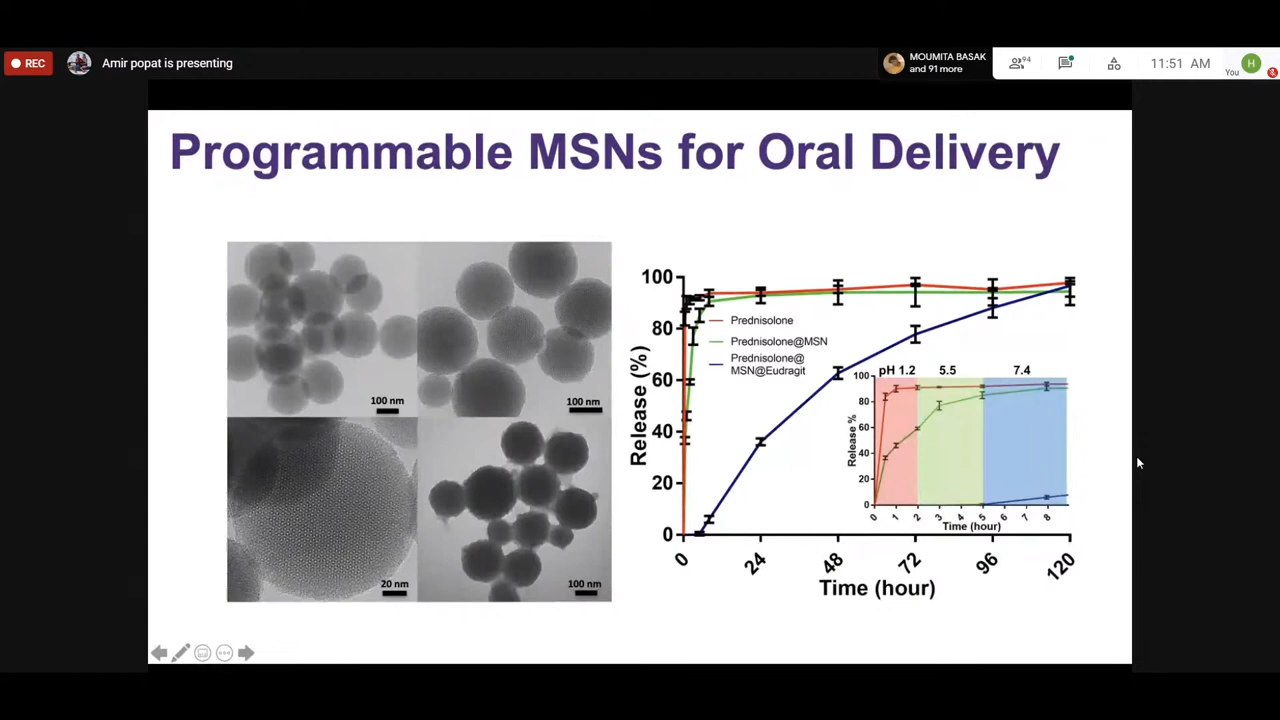 REC
Amir popat is presenting
MOUMITA BASAK
and 91 more
94
11:51 AM
You
H
Programmable MSNs for Oral Delivery
100 nm
100 nm
20 nm
100 nm
Release (%)
100
80
60
40
20
0
0
24
48
72
96
120
Time (hour)
Prednisolone
Prednisolone@MSN
Prednisolone@
MSN@Eudragit
pH 1.2
5.5
7.4
Release %
100
80
60
40
20
0
0
1
2
3
4
5
6
7
8
Time (hour)